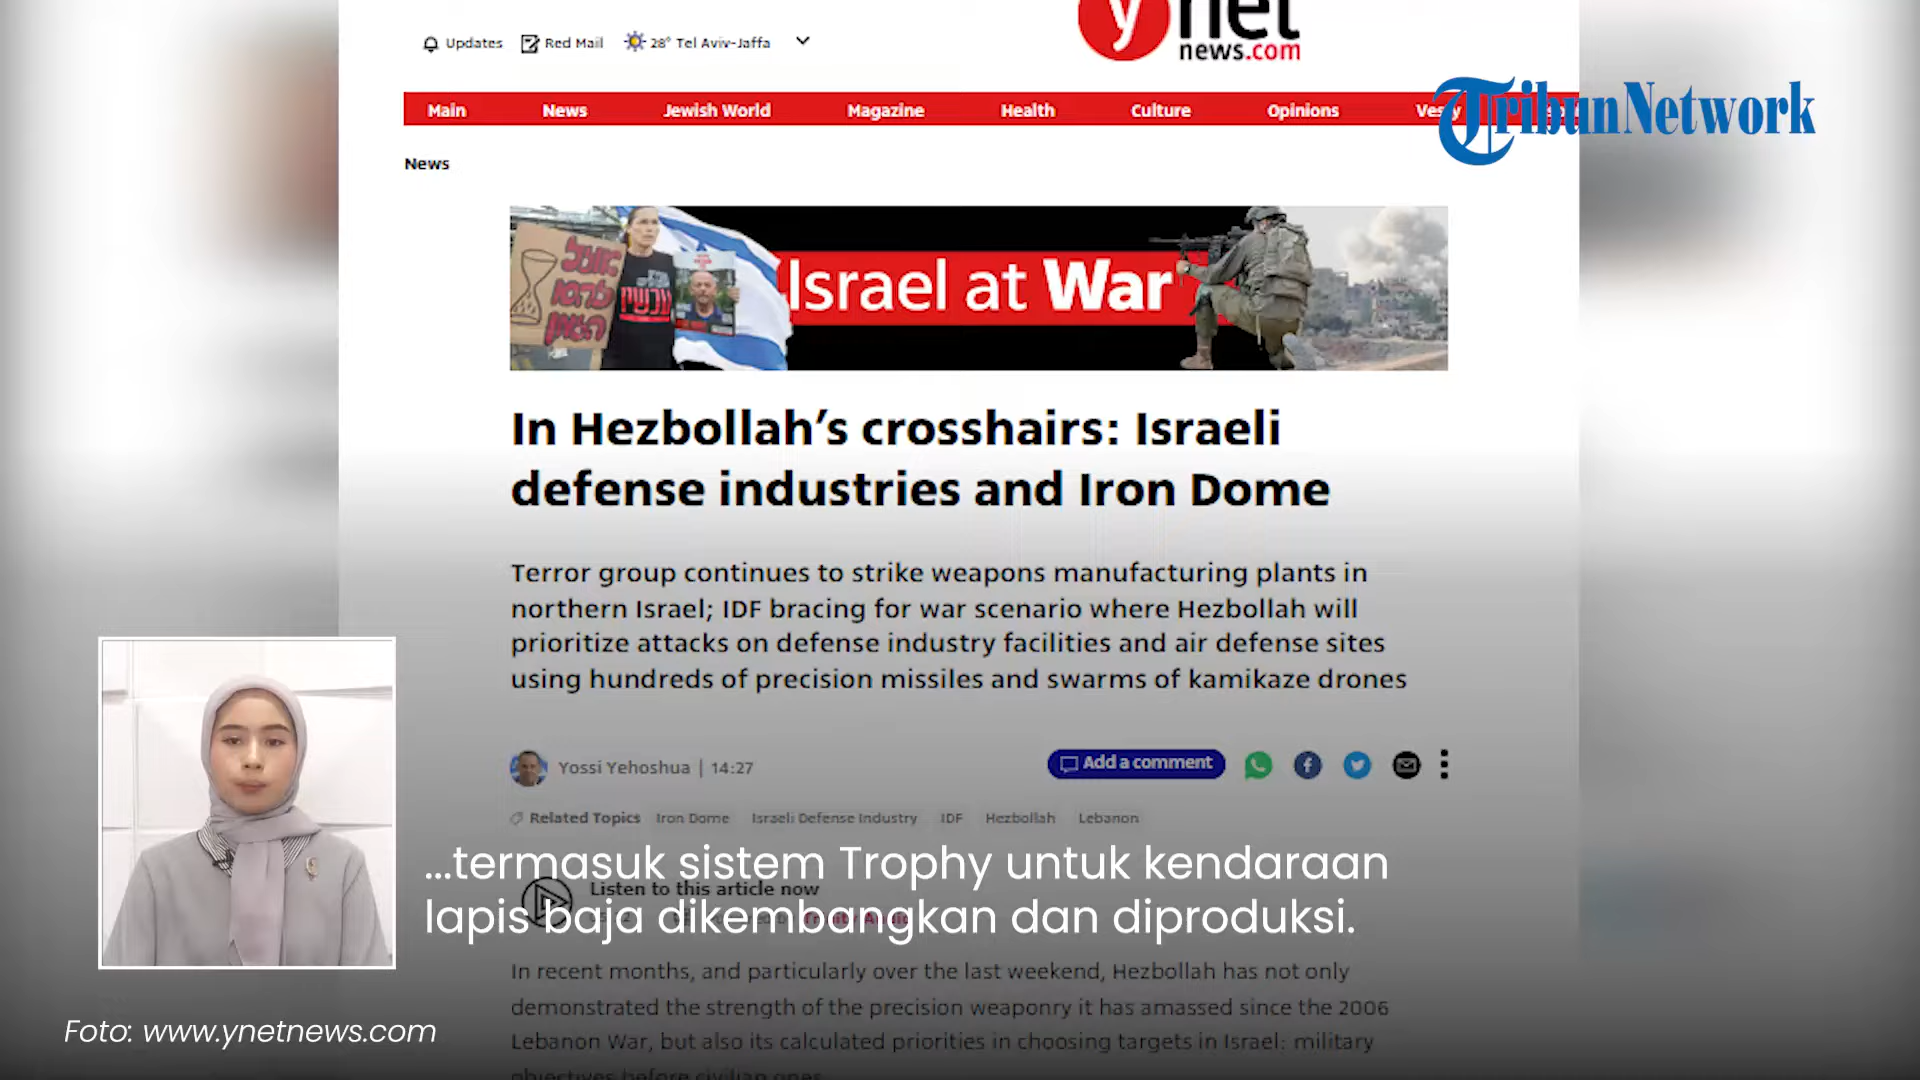 ynet
news.com
Updates Red Mail 28° Tel Aviv-Jaffa
TribunNetwork
Main News Jewish World Magazine Health Culture Opinions Vesty
News
עכשיו
Israel at War
In Hezbollah's crosshairs: Israeli
defense industries and Iron Dome
Terror group continues to strike weapons manufacturing plants in
northern Israel; IDF bracing for war scenario where Hezbollah will
prioritize attacks on defense industry facilities and air defense sites
using hundreds of precision missiles and swarms of kamikaze drones
Yossi Yehoshua | 14:27
Add a comment
Related Topics Iron Dome Israeli Defense Industry IDF Hezbollah Lebanon
...termasuk sistem Trophy untuk kendaraan
Listen to this article now
lapis baja dikembangkan dan diproduksi.
In recent months, and particularly over the last weekend, Hezbollah has not only
demonstrated the strength of the precision weaponry it has amassed since the 2006
Foto: www.ynetnews.com
Lebanon War, but also its calculated priorities in choosing targets in Israel: military
objectives before civilian ones